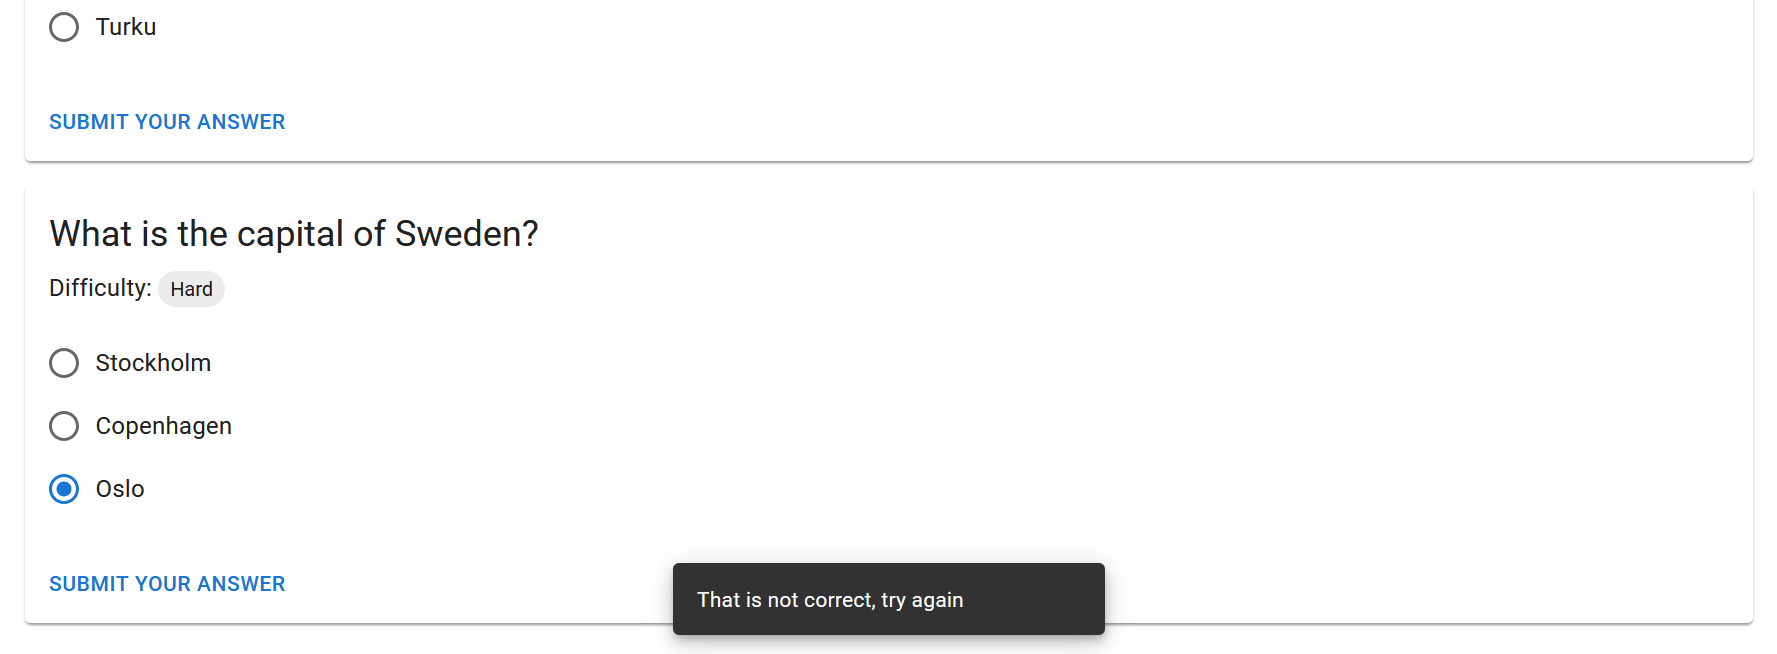 Turku
SUBMIT YOUR ANSWER
What is the capital of Sweden?
Difficulty: Hard
Stockholm
Copenhagen
Oslo
SUBMIT YOUR ANSWER
That is not correct, try again